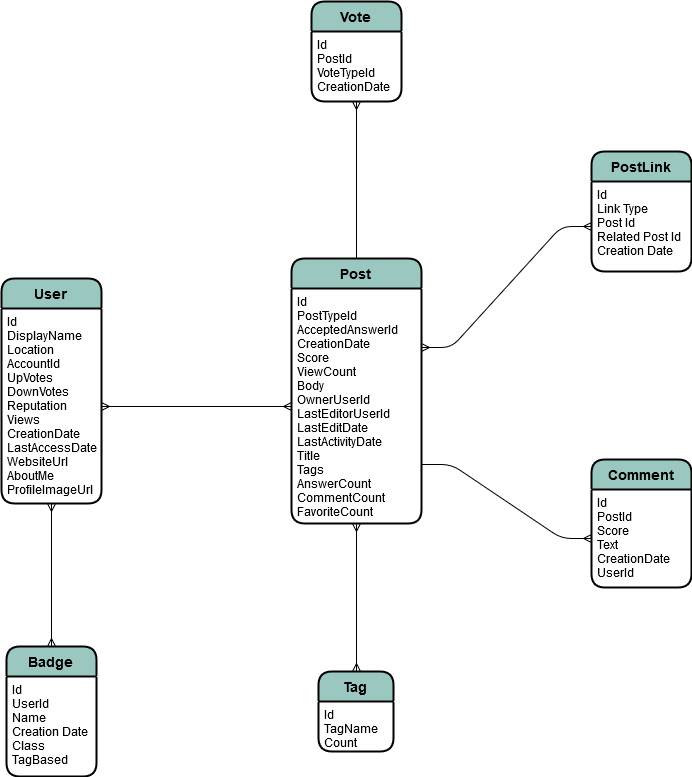 Vote
Id
PostId
VoteTypeId
CreationDate
PostLink
Id
Link Type
Post Id
Related Post Id
Creation Date
Post
Id
PostTypeId
AcceptedAnswerId
CreationDate
Score
ViewCount
Body
OwnerUserId
LastEditorUserId
LastEditDate
LastActivityDate
Title
Tags
AnswerCount
CommentCount
FavoriteCount
User
Id
DisplayName
Location
AccountId
UpVotes
DownVotes
Reputation
Views
CreationDate
LastAccessDate
WebsiteUrl
AboutMe
ProfileImageUrl
Comment
Id
PostId
Score
Text
CreationDate
UserId
Badge
Id
UserId
Name
Creation Date
Class
TagBased
Tag
Id
TagName
Count